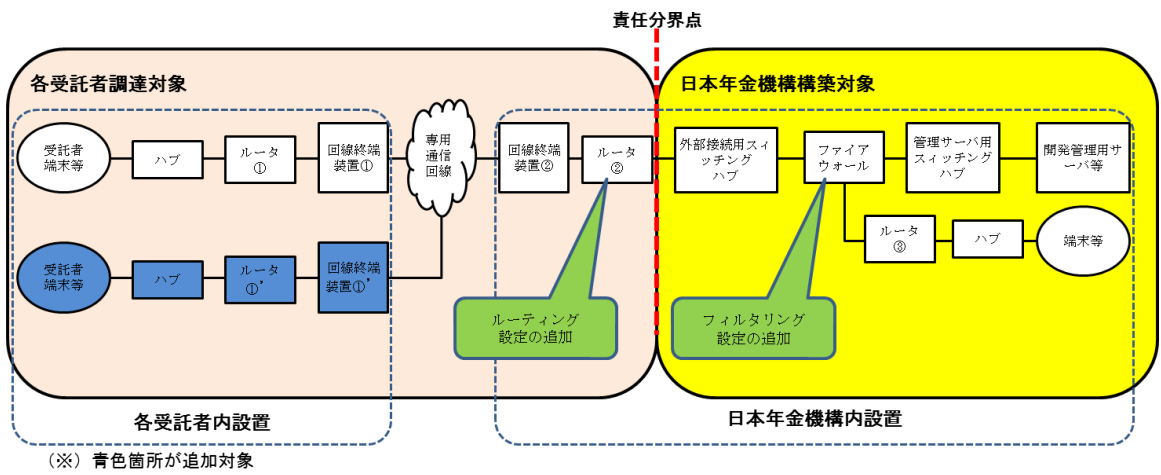 責任分界点
各受託者調達対象
日本年金機構構築対象
受託者
端末等
ハブ
ルータ
①
回線終端
装置①
専用
通信
回線
回線終端
装置②
ルータ
②
外部接続用スイ
ッチング
ハブ
ファイア
ウォール
管理サーバ用
スイッチング
ハブ
開発管理用サ
ーバ等
ルータ
③
ハブ
端末等
受託者
端末等
ハブ
ルータ
①’
回線終端
装置①’
ルーティング
設定の追加
フィルタリング
設定の追加
各受託者内設置
日本年金機構内設置
(※) 青色箇所が追加対象